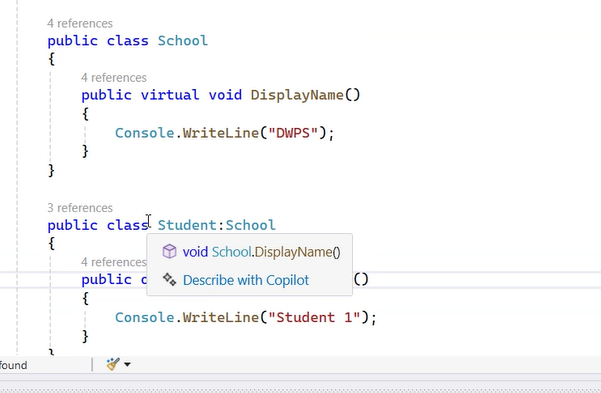 4 references
public class School
{
4 references
public virtual void DisplayName()
{
Console.WriteLine("DWPS");
}
}
3 references
public class Student:School
{
void School.DisplayName()
4 references
Describe with Copilot
public ()
{
Console.WriteLine("Student 1");
}
}
found